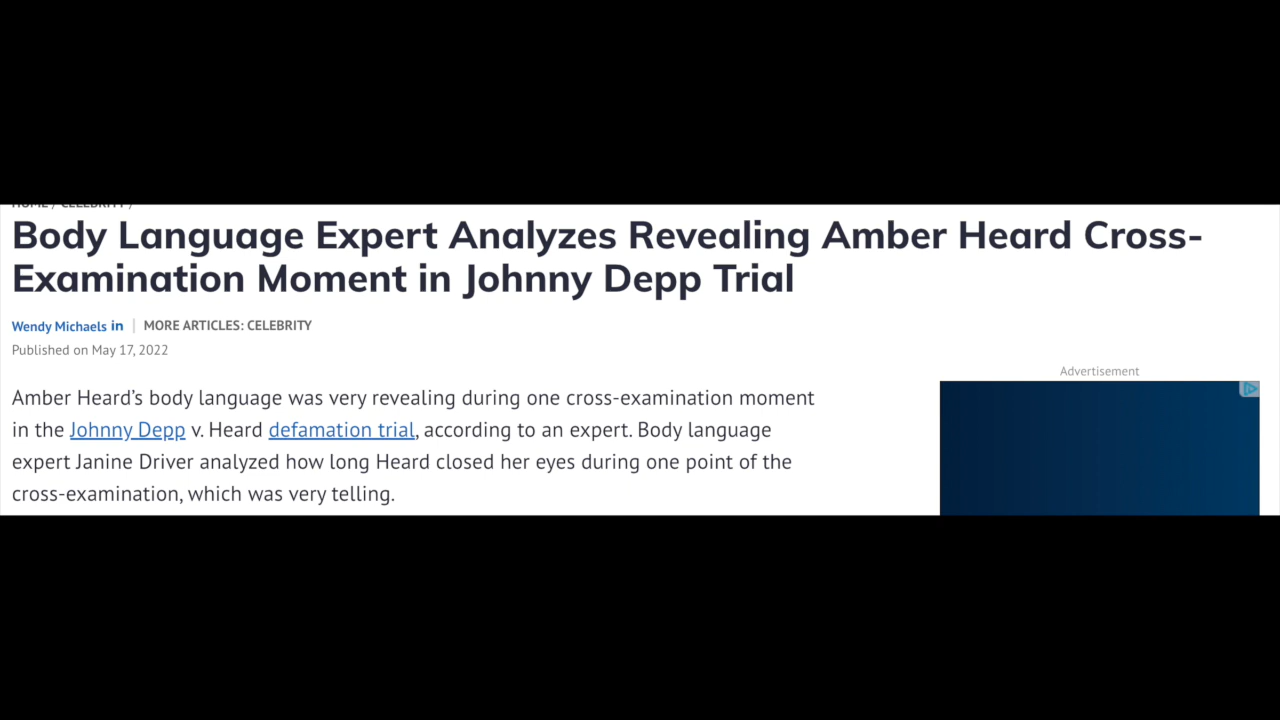 HOME / CELEBRITY /
Body Language Expert Analyzes Revealing Amber Heard Cross-
Examination Moment in Johnny Depp Trial
Wendy Michaels in | MORE ARTICLES: CELEBRITY
Published on May 17, 2022
Advertisement
Amber Heard’s body language was very revealing during one cross-examination moment
in the Johnny Depp v. Heard defamation trial, according to an expert. Body language
expert Janine Driver analyzed how long Heard closed her eyes during one point of the
cross-examination, which was very telling.